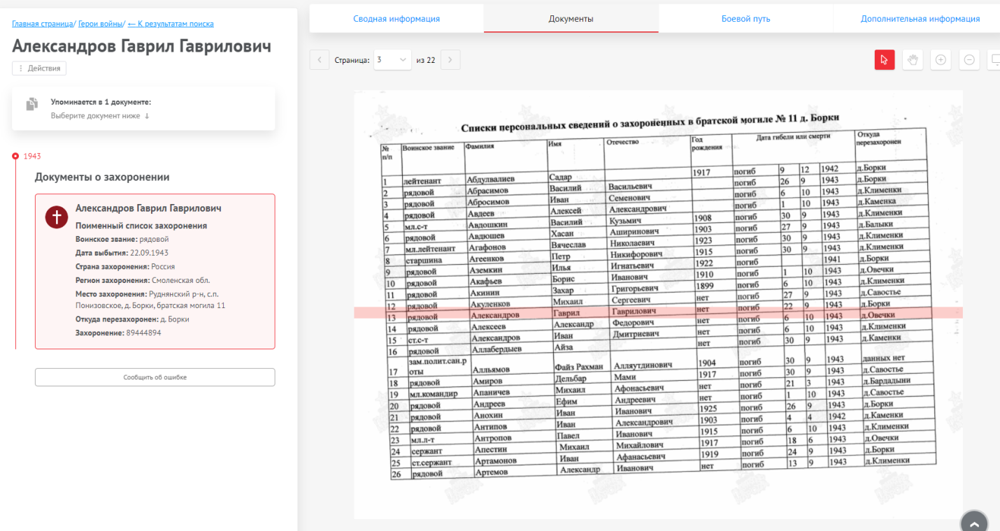 Главная страница/ Герои войны/ ← К результатам поиска
Александров Гаврил Гаврилович
Действия
Упоминается в 1 документе:
Выберите документ ниже ↓
1943
Документы о захоронении
Александров Гаврил Гаврилович
Поименный список захоронения
Воинское звание: рядовой
Дата выбытия: 22.09.1943
Страна захоронения: Россия
Регион захоронения: Смоленская обл.
Место захоронения: Руднянский р-н, с.п.
Понизовское, д. Борки, братская могила 11
Откуда перезахоронен: д. Борки
Захоронение: 89444894
Сообщить об ошибке
Сводная информация Документы Боевой путь Дополнительная информация
Страница: 3 из 22
Списки персональных сведений о захороненных в братской могиле № 11 д. Борки
№ п/п Воинское звание Фамилия Имя Отечество Год рождения Дата гибели или смерти Откуда перезахоронен
1 лейтенант Абдулвалиев Садар 1917 погиб 9 12 1942 д.Борки
2 рядовой Абрасимов Василий Васильевич погиб 26 9 1943 д.Борки
3 рядовой Абросимов Иван Семенович погиб 6 10 1943 д.Клименки
4 рядовой Авдеев Алексей Александрович погиб 1 10 1943 д.Каменка
5 мл.с-т Авдошкин Василий Кузьмич 1908 погиб 30 9 1943 д.Клименки
6 рядовой Авдюшев Хасан Аширинович 1903 погиб 27 9 1943 д.Балыки
7 мл.лейтенант Агафонов Вячеслав Николаевич 1923 погиб 30 9 1943 д.Клименки
8 старшина Агеенков Петр Никифорович 1915 погиб 30 9 1943 д.Клименки
9 рядовой Аземкин Илья Игнатьевич 1922 погиб 1941 д.Борки
10 рядовой Акафьев Борис Иванович 1910 погиб 1 10 1943 д.Овечки
11 рядовой Акинин Захар Григорьевич 1899 погиб 6 10 1943 д.Клименки
12 рядовой Акуленков Михаил Сергеевич нет погиб 27 9 1943 д.Савостье
13 рядовой Александров Гаврил Гаврилович нет погиб 22 9 1943 д.Борки
14 рядовой Алексеев Александр Федорович нет погиб 6 10 1943 д.Овечки
15 ст.с-т Александров Иван Дмитриевич нет погиб 6 10 1943 д.Клименки
16 рядовой Аллабердыев Айза нет погиб 30 9 1943 д.Каменки
17 зам.полит.сан.роты Алльямов Файз Рахман Алляутдинович 1904 погиб 30 9 1943 данных нет
18 рядовой Амиров Дельбар Мами 1917 погиб 30 9 1943 д.Савостье
19 мл.командир Апаничев Михаил Афонасьевич нет погиб 21 3 1943 д.Бардадыни
20 рядовой Андреев Ефим Андреевич нет погиб 1 10 1943 д.Савостье
21 рядовой Анохин Иван Иванович 1925 погиб 26 9 1943 д.Борки
22 рядовой Антипов Иван Александрович 1903 погиб 4 4 1942 д.Каменки
23 мл.л-т Антропов Павел Иванович 1915 погиб 6 10 1943 д.Клименки
24 сержант Апестин Михаил Михайлович 1917 погиб 18 6 1943 д.Овечки
25 ст.сержант Артамонов Иван Афанасьевич 1919 погиб 24 9 1943 д.Борки
26 рядовой Артемов Александр Иванович нет погиб 13 9 1943 д.Клименки